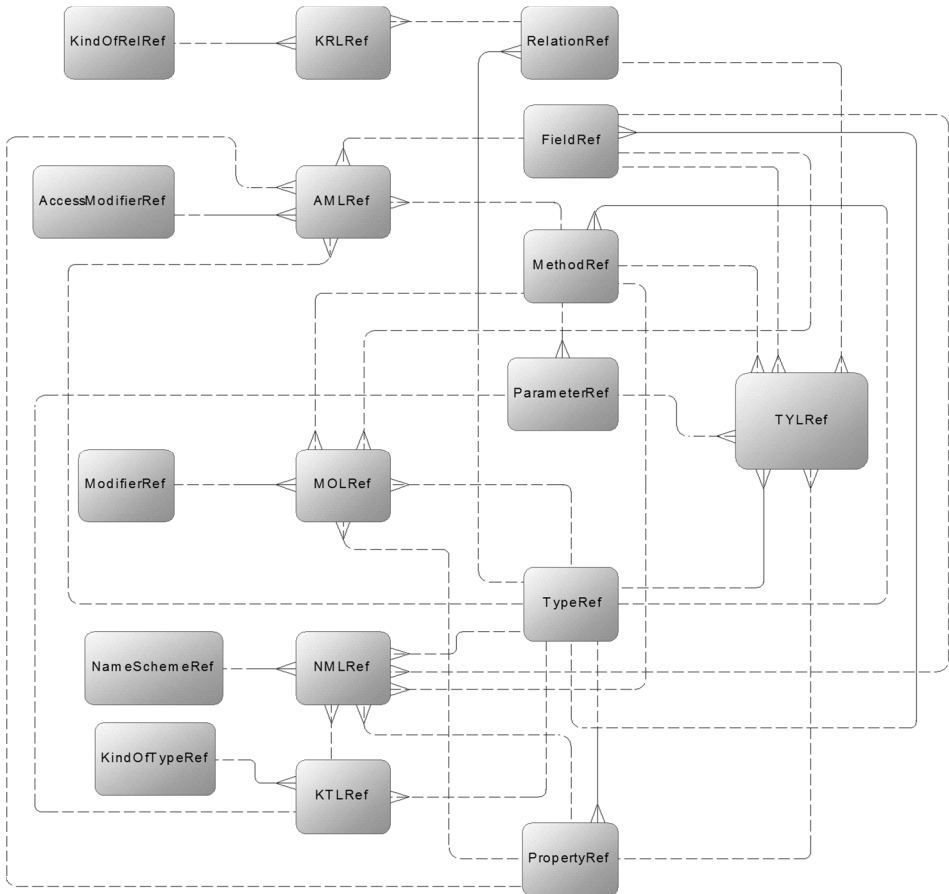 KindOfRelRef
KRLRef
RelationRef
FieldRef
AccessModifierRef
AMLRef
MethodRef
ParameterRef
TYLRef
ModifierRef
MOLRef
TypeRef
NameSchemeRef
NMLRef
KindOfTypeRef
KTLRef
PropertyRef